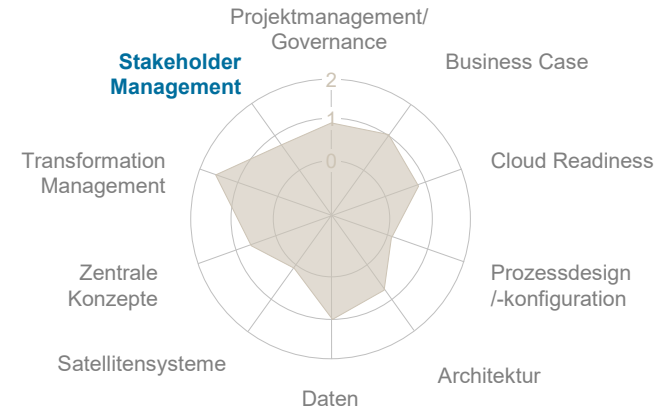 Projektmanagement/
Governance
Stakeholder
Management
Business Case
2
1
0
Transformation
Management
Cloud Readiness
Zentrale
Konzepte
Prozessdesign
/-konfiguration
Satellitensysteme
Architektur
Daten